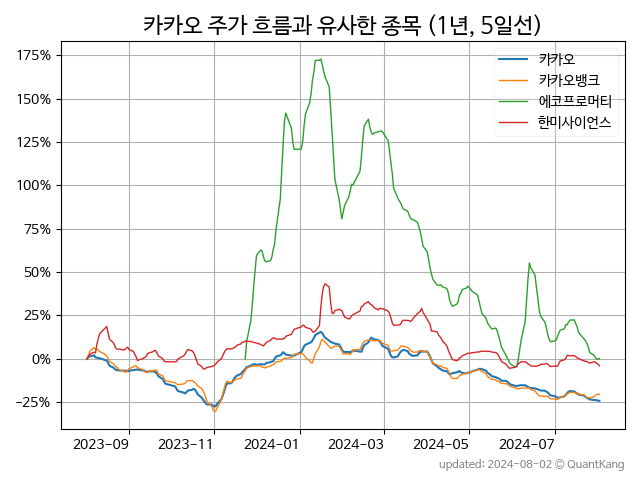 카카오 주가 흐름과 유사한 종목 (1년, 5일선)
카카오
카카오뱅크
에코프로머티
한미사이언스
175%
150%
125%
100%
75%
50%
25%
0%
−25%
2023-09 2023-11 2024-01 2024-03 2024-05 2024-07
updated: 2024-08-02 © QuantKang